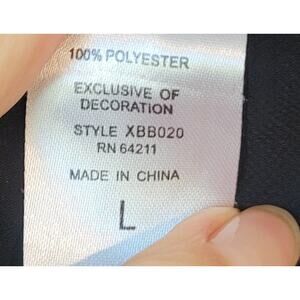 100% POLYESTER
EXCLUSIVE OF
DECORATION
STYLE XBB020
RN 64211
MADE IN CHINA
L